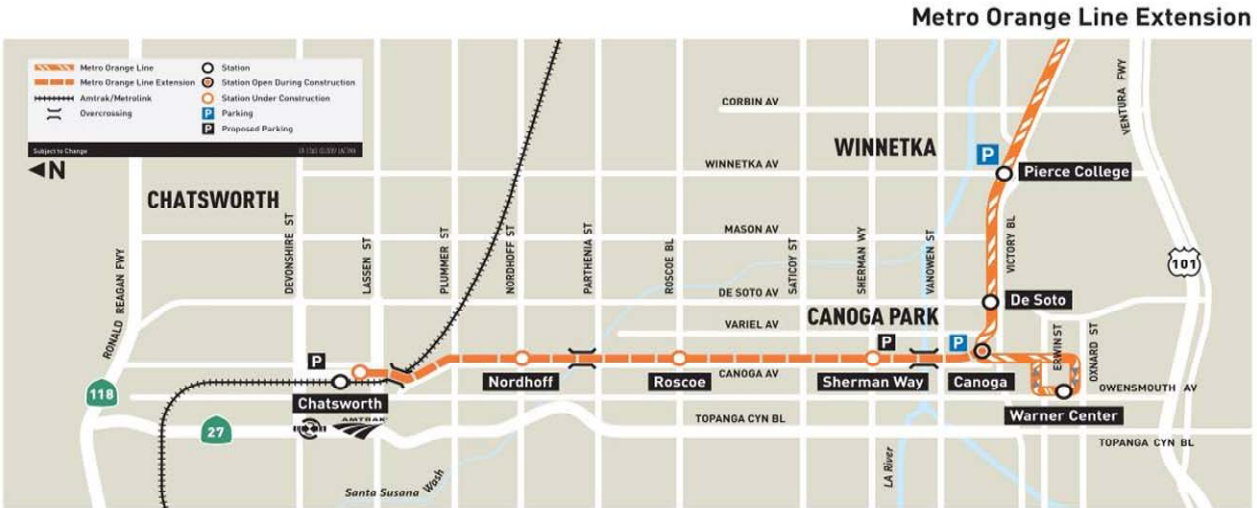 Metro Orange Line Extension
Metro Orange Line
Metro Orange Line Extension
Amtrak/Metrolink
Overcrossing
Station
Station Open During Construction
Station Under Construction
P Parking
P Proposed Parking
Subject to Change
N
CORBIN AV
VENTURA FWY
WINNETKA
P
WINNETKA AV
Pierce College
CHATSWORTH
MASON AV
RONALD REAGAN FWY
DEVONSHIRE ST
LASSEN ST
PLUMMER ST
NORDHOFF ST
PARTHENIA ST
ROSCOE BL
SATICOY ST
SHERMAN WY
VANOWEN ST
VICTORY BL
101
DE SOTO AV
De Soto
CANOGA PARK
VARIEL AV
P
P
P
ERWIN ST
OXNARD ST
CANOGA AV
Nordhoff
Roscoe
Sherman Way
Canoga
OWENSMOUTH AV
118
Chatsworth
Warner Center
27
AMTRAK
TOPANGA CYN BL
TOPANGA CYN BL
Santa Susana Wash
LA River